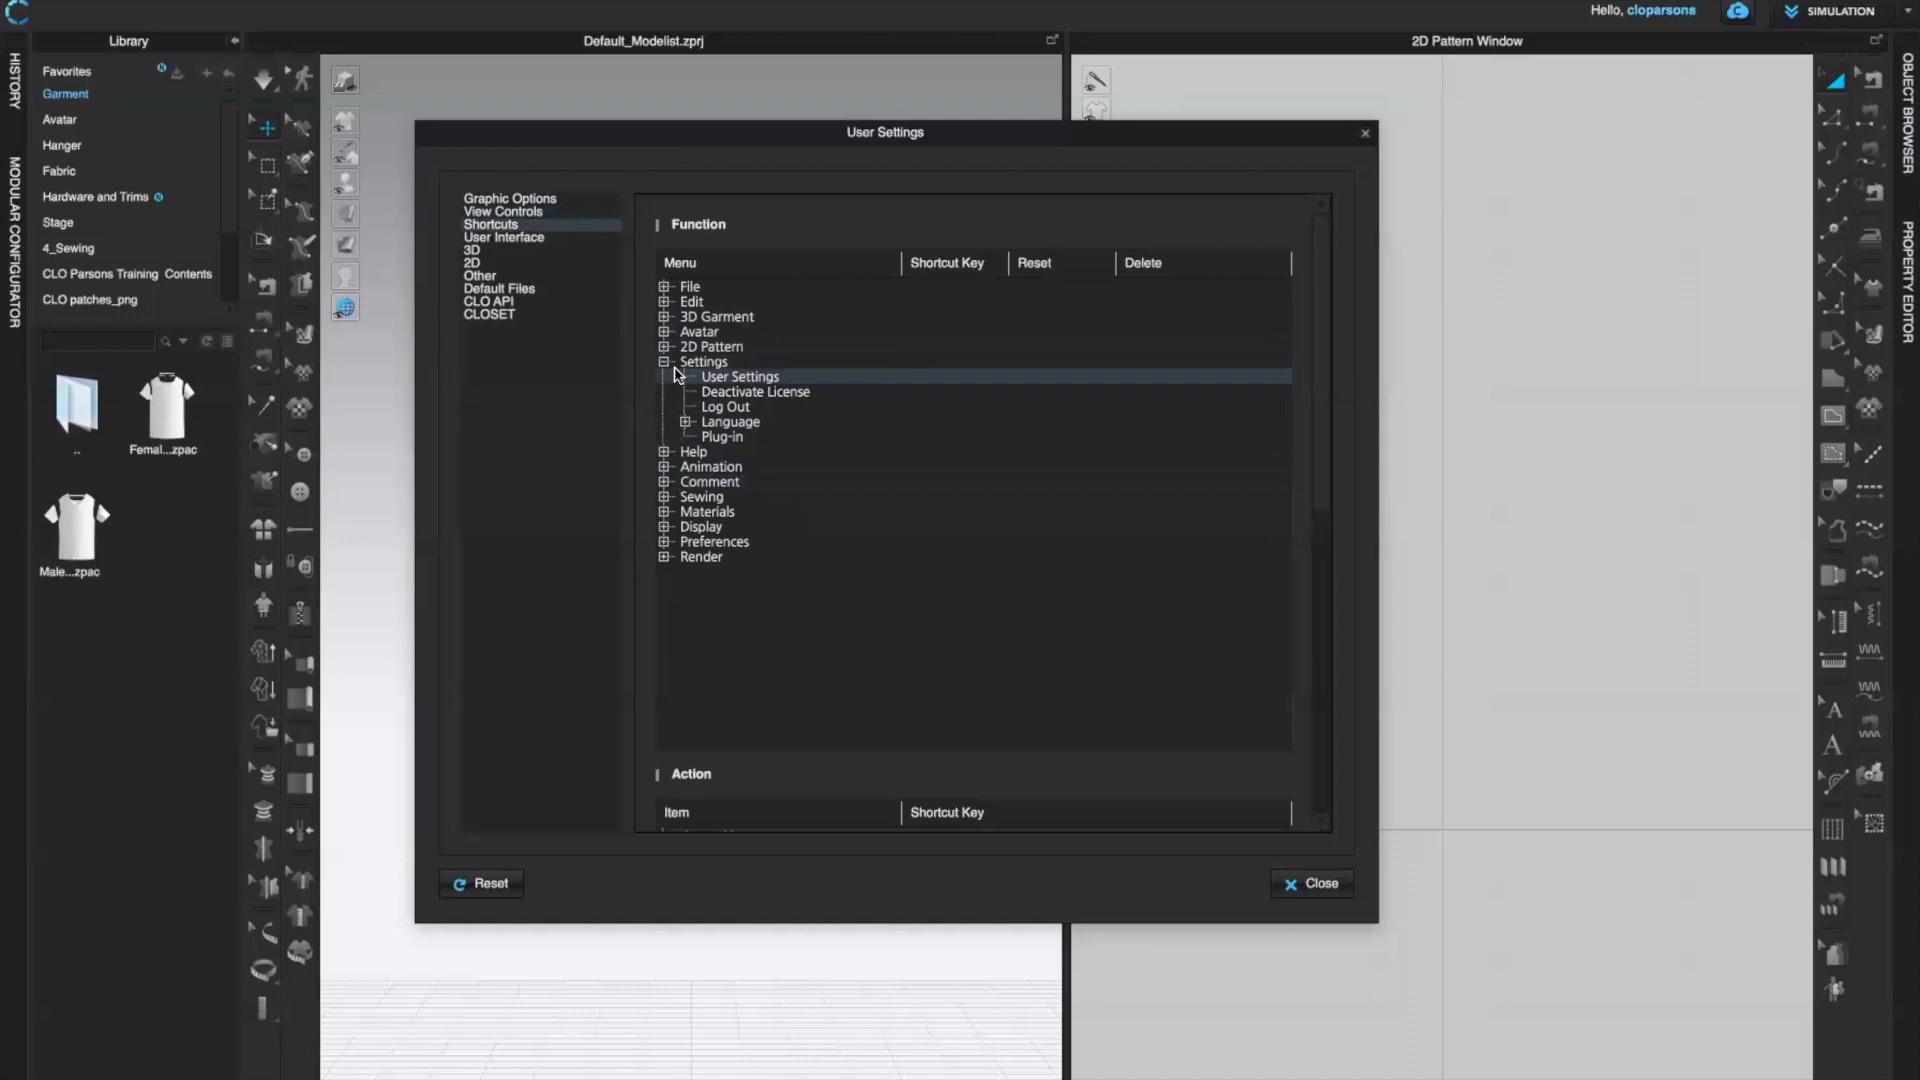 Hello, cloparsons
SIMULATION
Library
Default_Modelist.zprj
2D Pattern Window
HISTORY
MODULAR CONFIGURATOR
Favorites
Garment
Avatar
Hanger
Fabric
Hardware and Trims
Stage
4_Sewing
CLO Parsons Training Contents
CLO patches_png
..
Femal...zpac
Male...zpac
User Settings
Graphic Options
View Controls
Shortcuts
User Interface
3D
2D
Other
Default Files
CLO API
CLOSET
Function
Menu
Shortcut Key
Reset
Delete
File
Edit
3D Garment
Avatar
2D Pattern
Settings
User Settings
Deactivate License
Log Out
Language
Plug-in
Help
Animation
Comment
Sewing
Materials
Display
Preferences
Render
Action
Item
Shortcut Key
Reset
Close
OBJECT BROWSER
PROPERTY EDITOR